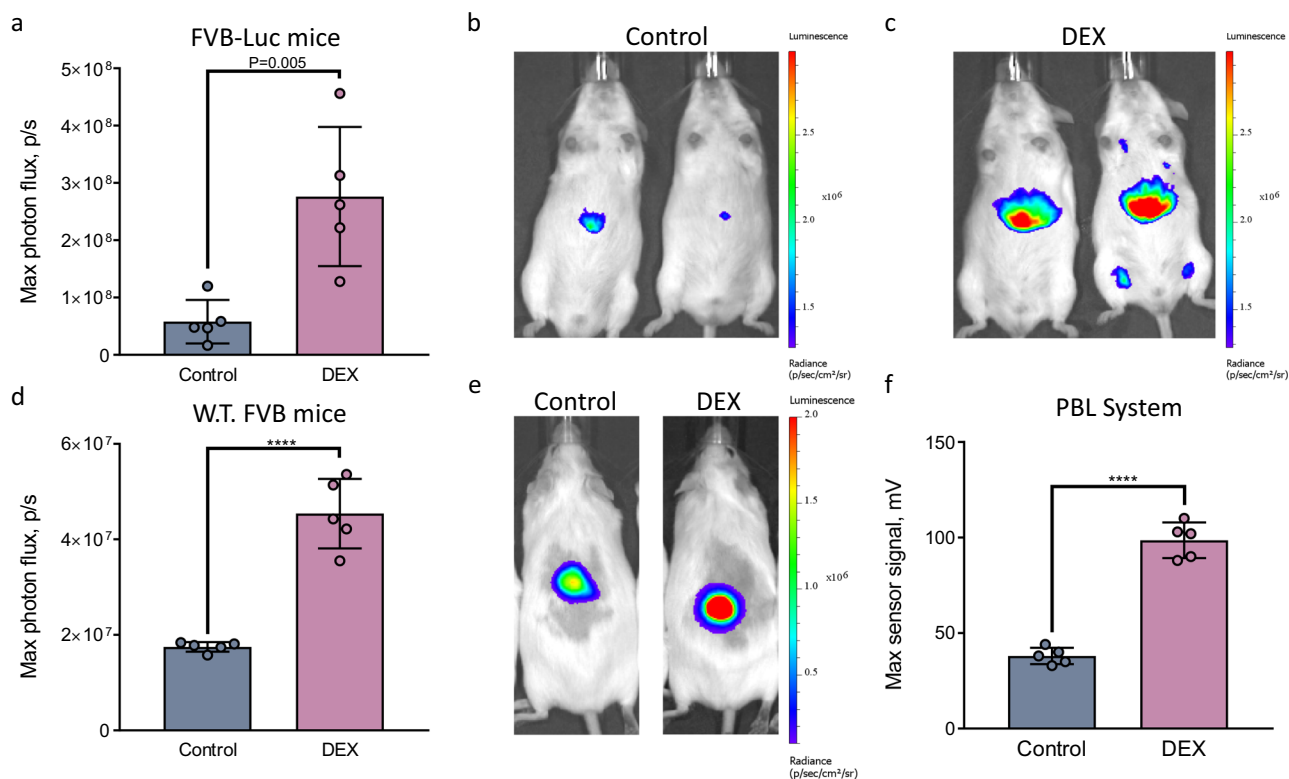 a
FVB-Luc mice
P=0.005
5×10⁸
4×10⁸
3×10⁸
2×10⁸
1×10⁸
0
Max photon flux, p/s
Control
DEX
b
Control
Luminescence
2.5
x10⁶
2.0
1.5
Radiance
(p/sec/cm²/sr)
c
DEX
Luminescence
2.5
x10⁶
2.0
1.5
Radiance
(p/sec/cm²/sr)
d
W.T. FVB mice
****
6×10⁷
4×10⁷
2×10⁷
0
Max photon flux, p/s
Control
DEX
e
Control
DEX
Luminescence
2.0
1.5
1.0
x10⁶
0.5
Radiance
(p/sec/cm²/sr)
f
PBL System
****
150
100
50
0
Max sensor signal, mV
Control
DEX